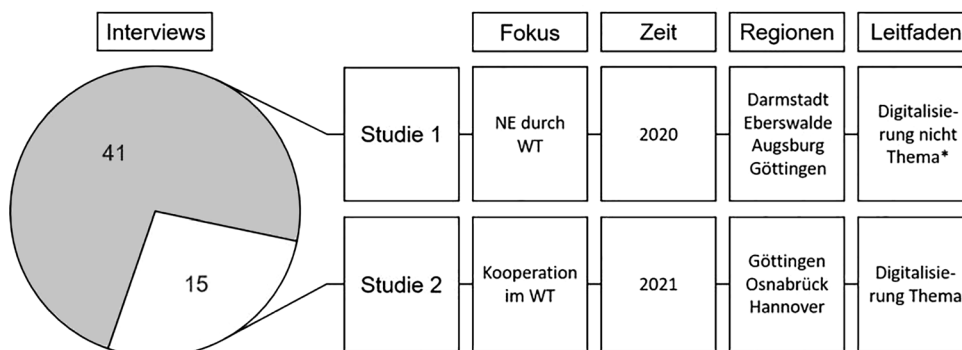 Interviews
Fokus
Zeit
Regionen
Leitfaden
41
Studie 1
NE durch
WT
2020
Darmstadt
Eberswalde
Augsburg
Göttingen
Digitalisie-
rung nicht
Thema*
15
Studie 2
Kooperation
im WT
2021
Göttingen
Osnabrück
Hannover
Digitalisie-
rung Thema